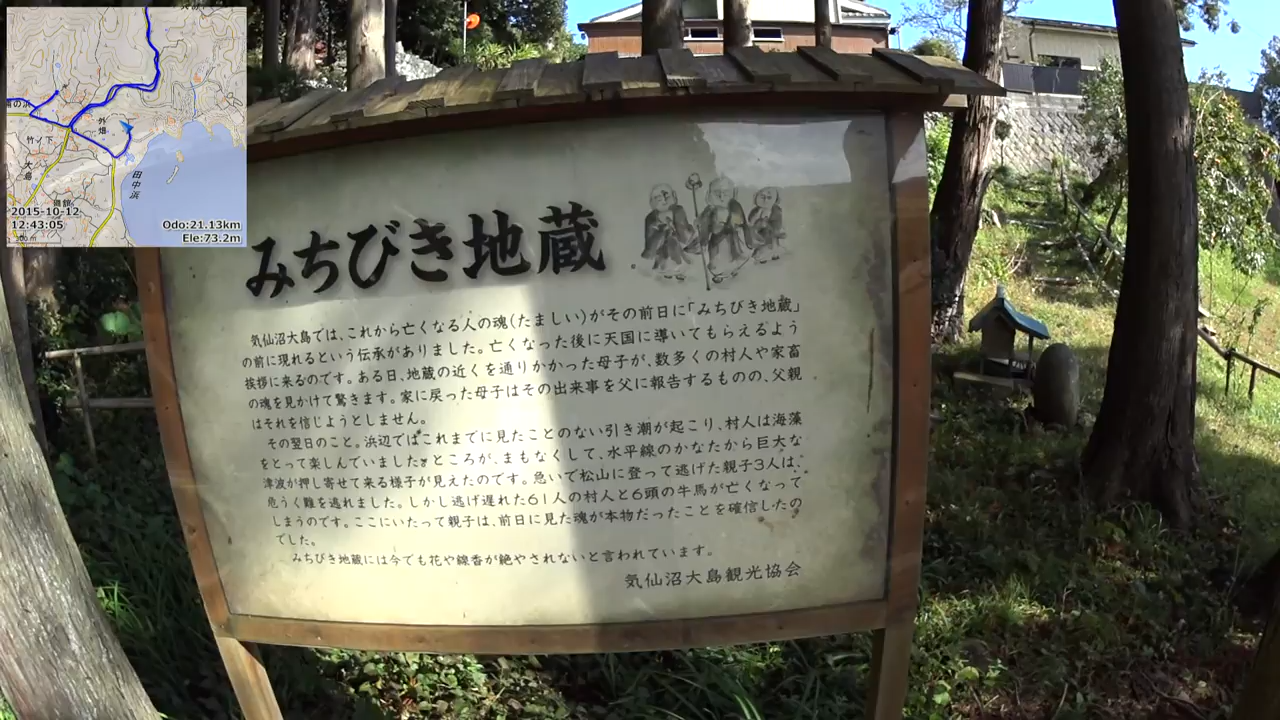 外畑
竹ノ下
大島
田中浜
2015-10-12
12:43:05
300 m
Odo:21.13km
Ele:73.2m
みちびき地蔵
気仙沼大島では、これから亡くなる人の魂(たましい)がその前日に「みちびき地蔵」
の前に現れるという伝承がありました。亡くなった後に天国に導いてもらえるよう
挨拶に来るのです。ある日、地蔵の近くを通りかかった母子が、数多くの村人や家畜
の魂を見かけて驚きます。家に戻った母子はその出来事を父に報告するものの、父親
はそれを信じようとしません。
その翌日のこと。浜辺ではこれまでに見たことのない引き潮が起こり、村人は海藻
をとって楽しんでいました。ところが、まもなくして、水平線のかなたから巨大な
津波が押し寄せて来る様子が見えたのです。急いで松山に登って逃げた親子3人は、
危うく難を逃れました。しかし逃げ遅れた61人の村人と6頭の牛馬が亡くなって
しまうのです。ここにいたって親子は、前日に見た魂が本物だったことを確信したの
でした。
みちびき地蔵には今でも花や線香が絶やされないと言われています。
気仙沼大島観光協会